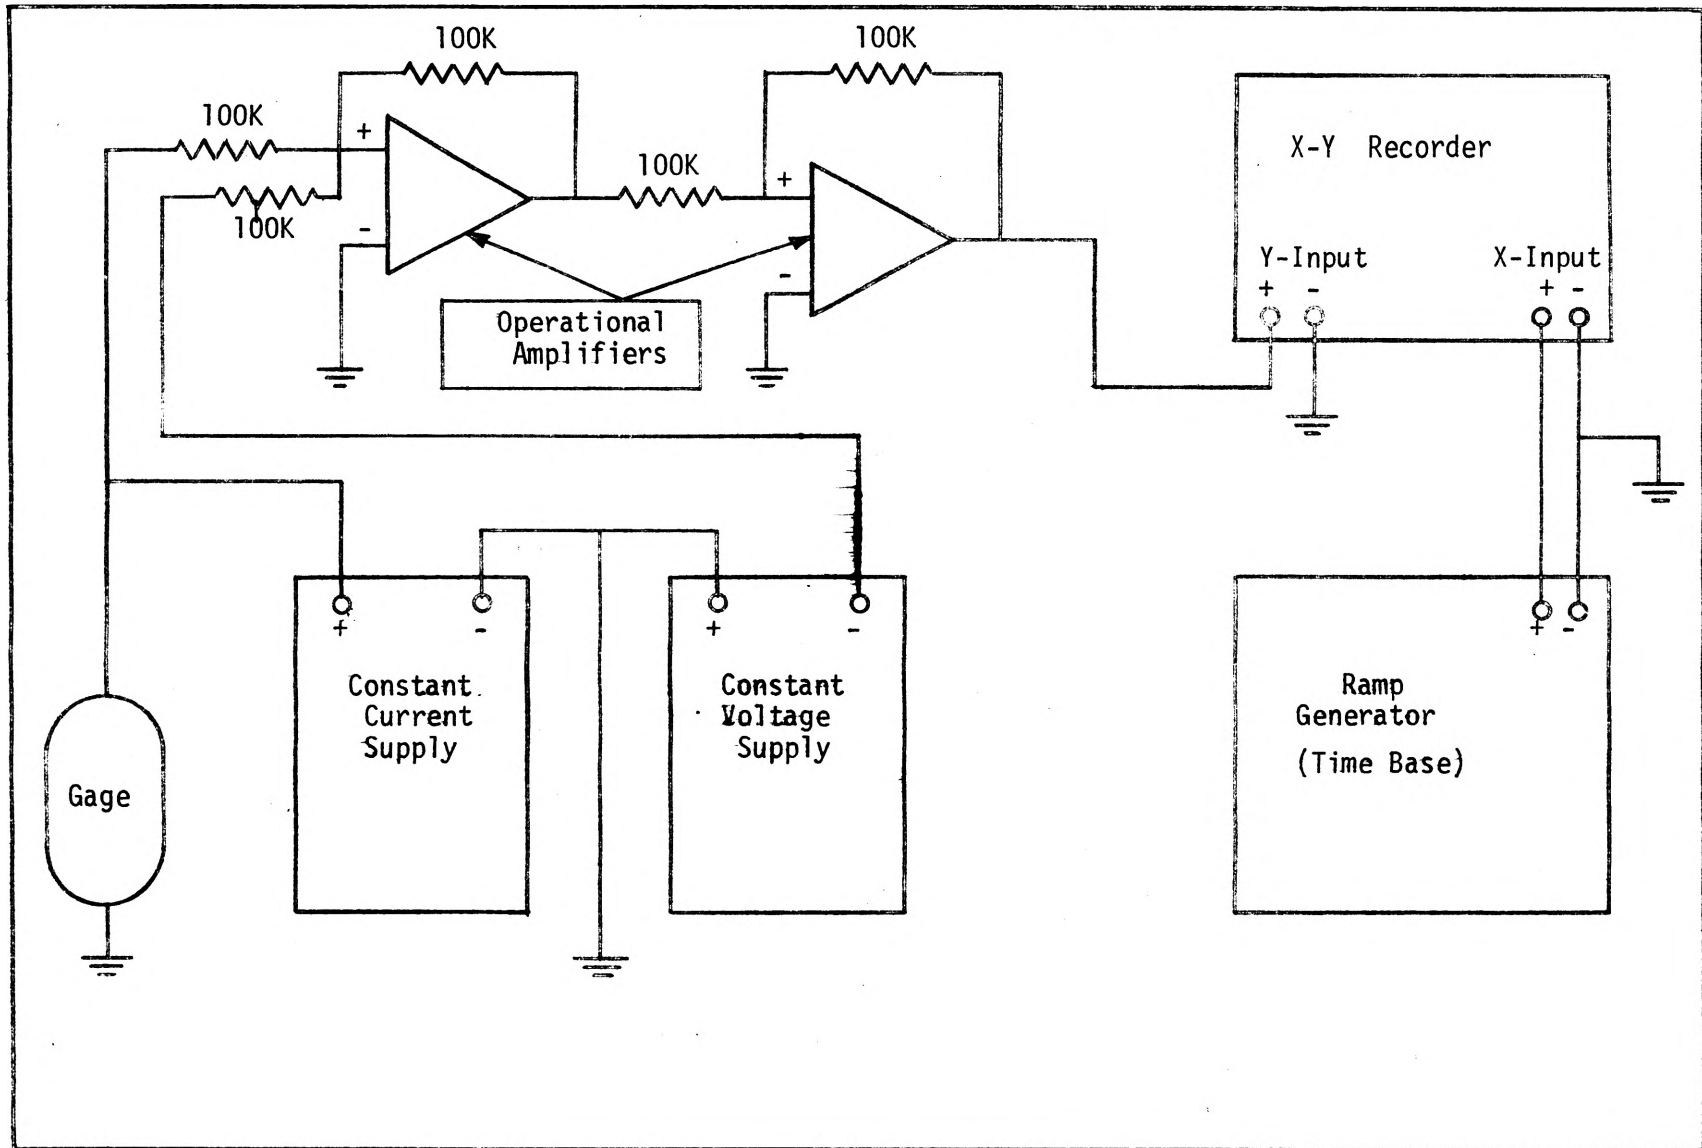 100K
100K
100K
+
100K
-
100K
+
-
Operational
Amplifiers
X-Y Recorder
Y-Input
+ -
X-Input
+ -
+
-
Constant
Current
Supply
+
-
Constant
Voltage
Supply
+ -
Ramp
Generator
(Time Base)
Gage